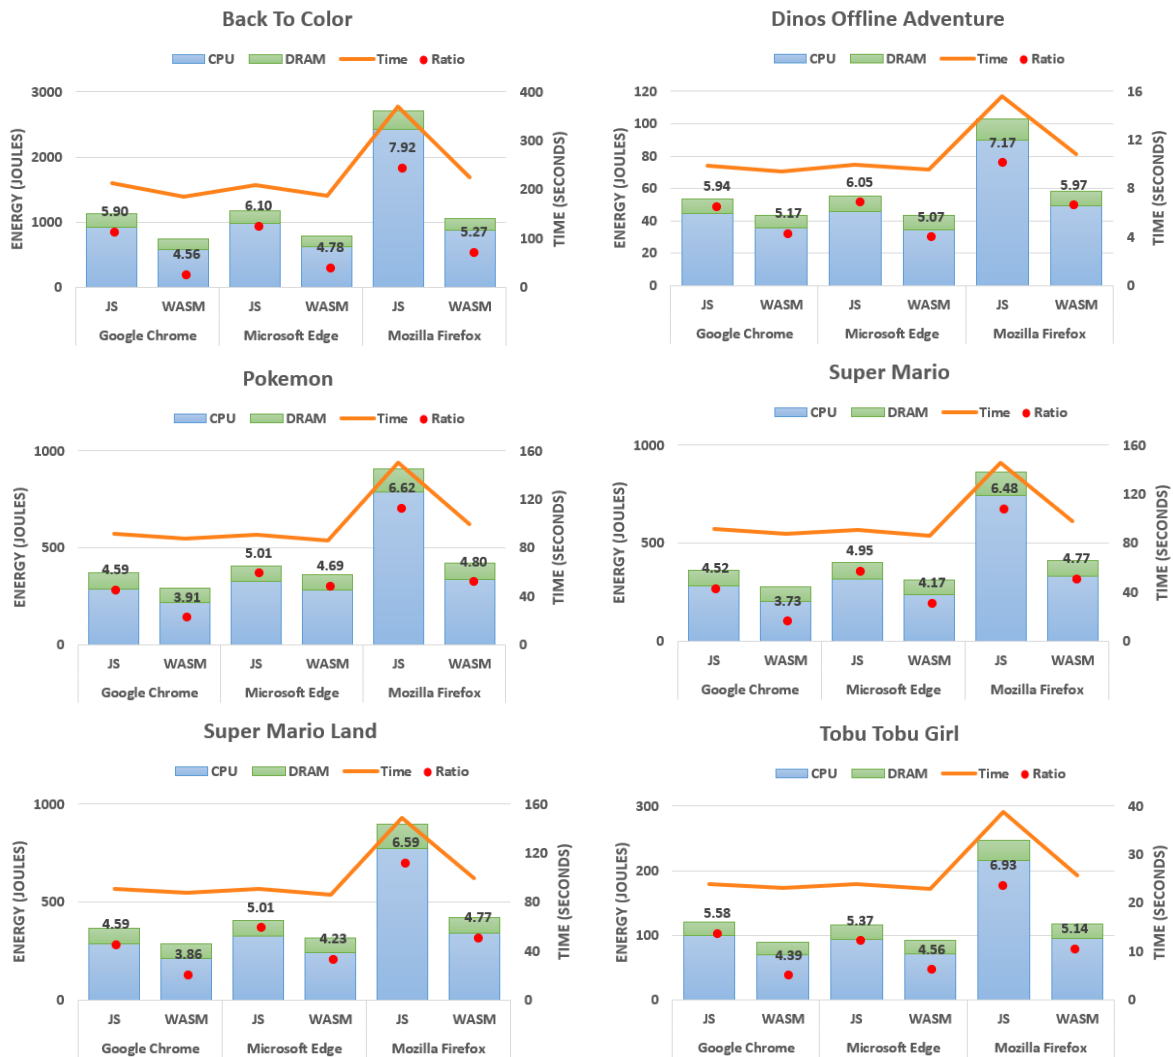 Back To Color
CPU DRAM Time Ratio
ENERGY (JOULES)
3000
2000
1000
0
5.90
4.56
6.10
4.78
7.92
5.27
400
300
200
100
0
TIME (SECONDS)
JS WASM JS WASM JS WASM
Google Chrome Microsoft Edge Mozilla Firefox
Dinos Offline Adventure
CPU DRAM Time Ratio
ENERGY (JOULES)
120
100
80
60
40
20
0
5.94
5.17
6.05
5.07
7.17
5.97
16
12
8
4
0
TIME (SECONDS)
JS WASM JS WASM JS WASM
Google Chrome Microsoft Edge Mozilla Firefox
Pokemon
CPU DRAM Time Ratio
ENERGY (JOULES)
1000
500
0
4.59
3.91
5.01
4.69
6.62
4.80
160
120
80
40
0
TIME (SECONDS)
JS WASM JS WASM JS WASM
Google Chrome Microsoft Edge Mozilla Firefox
Super Mario
CPU DRAM Time Ratio
ENERGY (JOULES)
1000
500
0
4.52
3.73
4.95
4.17
6.48
4.77
160
120
80
40
0
TIME (SECONDS)
JS WASM JS WASM JS WASM
Google Chrome Microsoft Edge Mozilla Firefox
Super Mario Land
CPU DRAM Time Ratio
ENERGY (JOULES)
1000
500
0
4.59
3.86
5.01
4.23
6.59
4.77
160
120
80
40
0
TIME (SECONDS)
JS WASM JS WASM JS WASM
Google Chrome Microsoft Edge Mozilla Firefox
Tobu Tobu Girl
CPU DRAM Time Ratio
ENERGY (JOULES)
300
200
100
0
5.58
4.39
5.37
4.56
6.93
5.14
40
30
20
10
0
TIME (SECONDS)
JS WASM JS WASM JS WASM
Google Chrome Microsoft Edge Mozilla Firefox